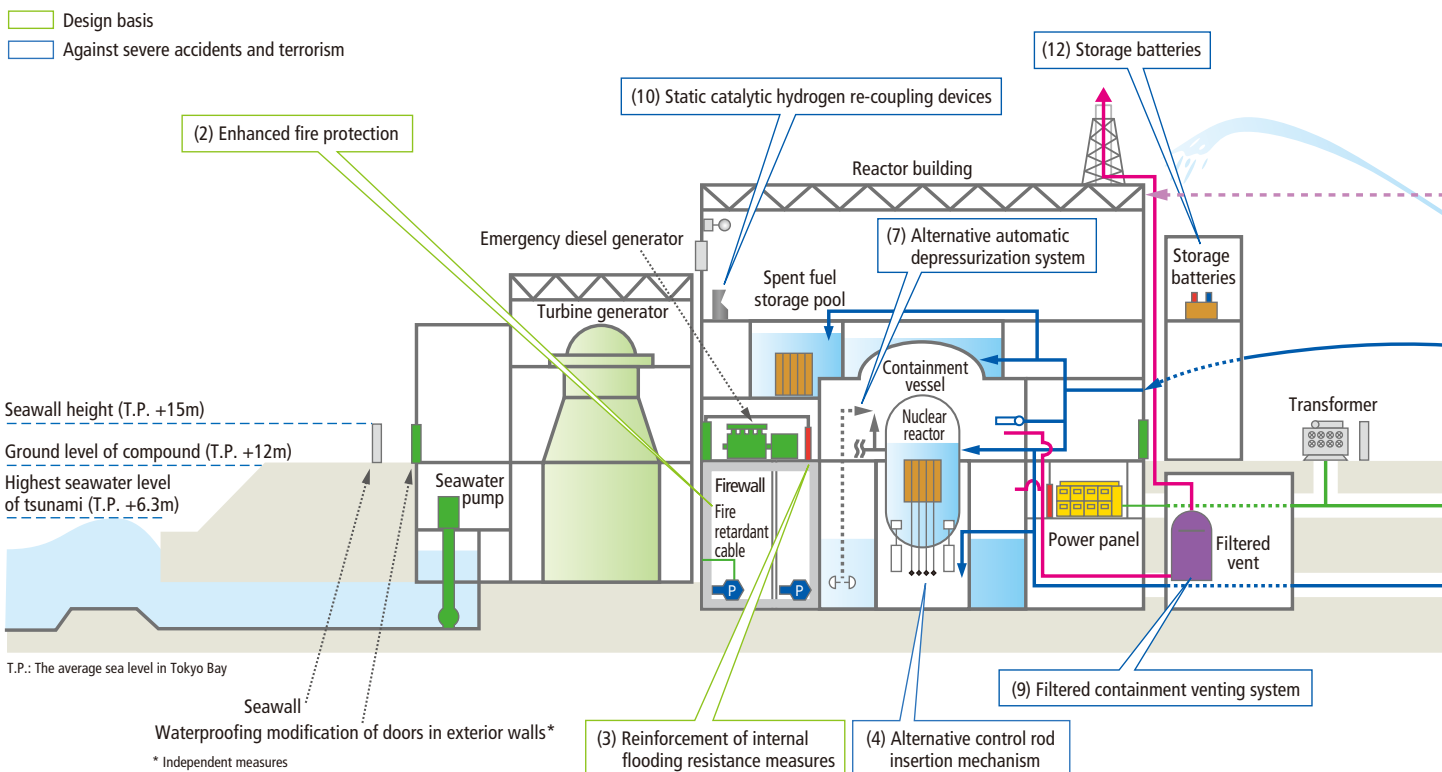 Design basis
Against severe accidents and terrorism
(12) Storage batteries
(10) Static catalytic hydrogen re-coupling devices
(2) Enhanced fire protection
Reactor building
Emergency diesel generator
(7) Alternative automatic
depressurization system
Storage
batteries
Spent fuel
storage pool
Turbine generator
Containment
vessel
Seawall height (T.P. +15m)
Transformer
Nuclear
reactor
Ground level of compound (T.P. +12m)
Highest seawater level
of tsunami (T.P. +6.3m)
Seawater
pump
Firewall
Fire
retardant
cable
Power panel
Filtered
vent
P
P
T.P.: The average sea level in Tokyo Bay
(9) Filtered containment venting system
Seawall
Waterproofing modification of doors in exterior walls*
* Independent measures
(3) Reinforcement of internal
flooding resistance measures
(4) Alternative control rod
insertion mechanism